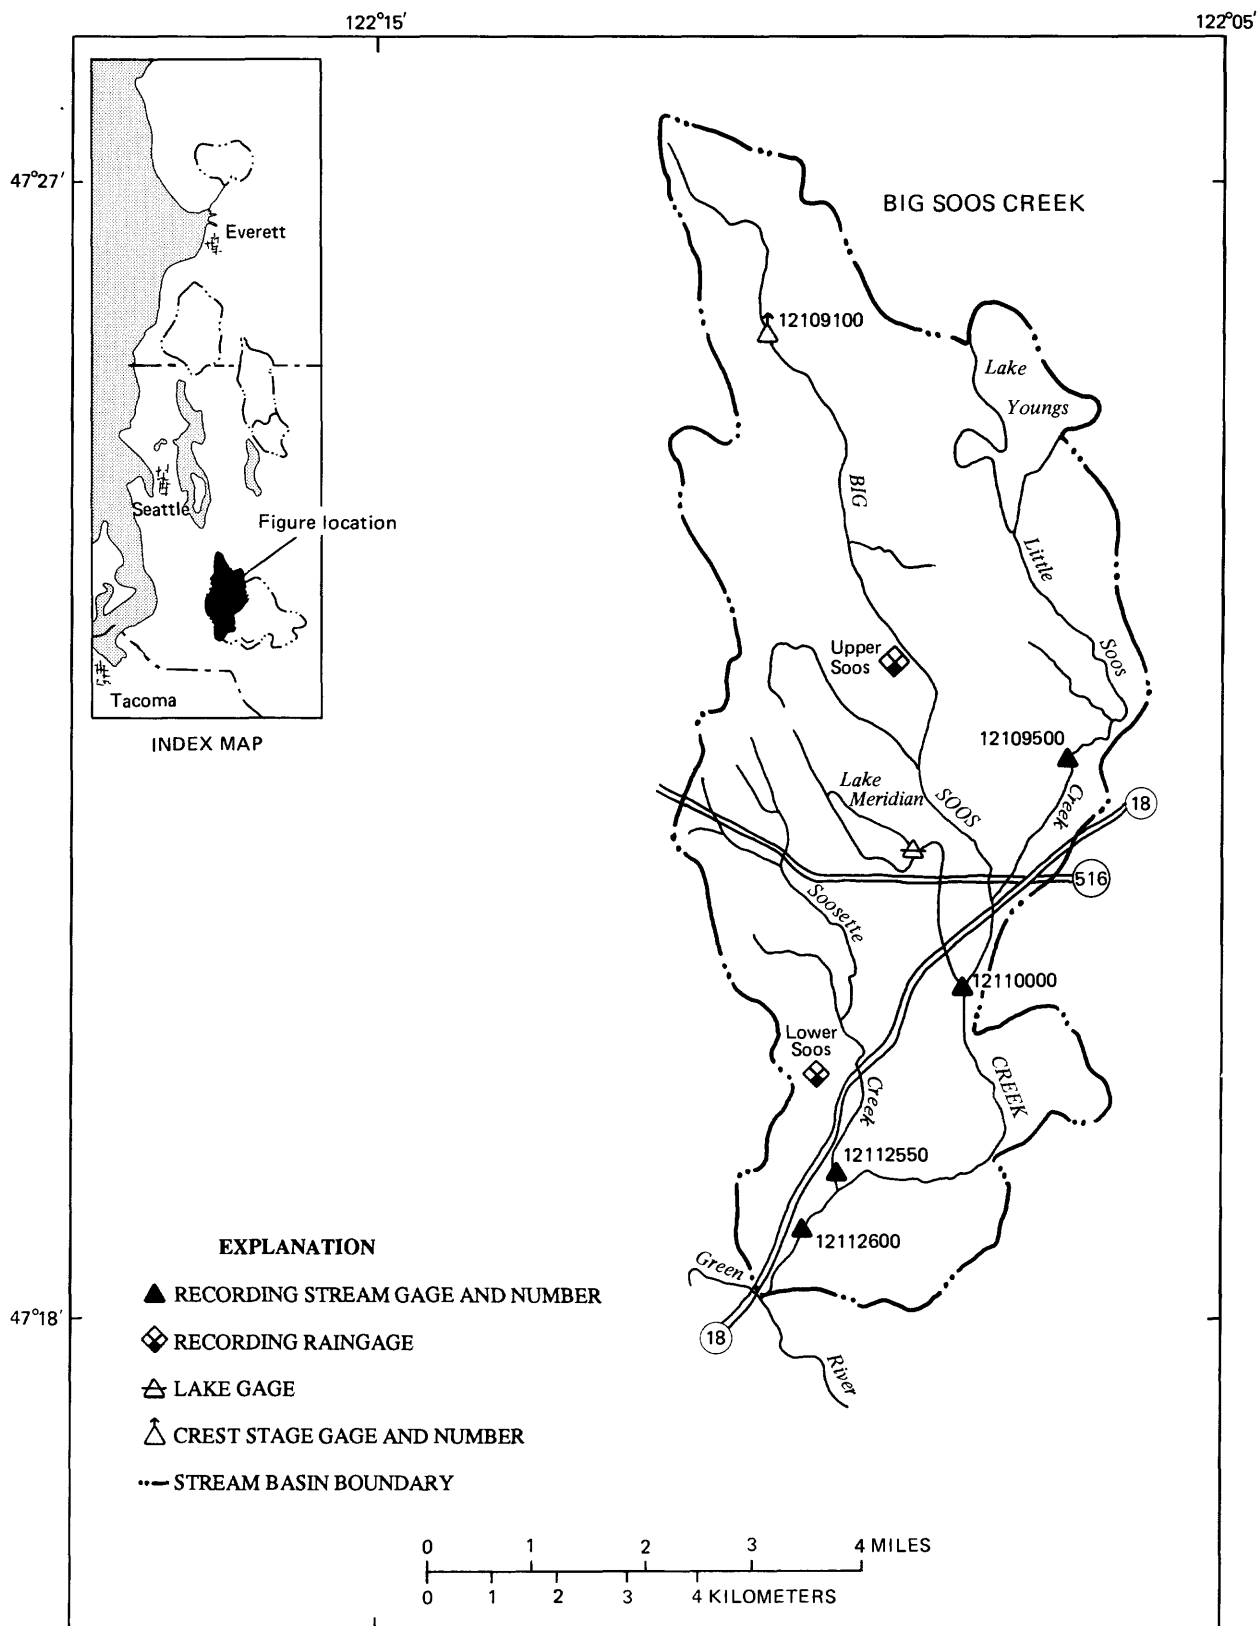 122°15′
122°05′
47°27′
BIG SOOS CREEK
Everett
Seattle
Figure location
Tacoma
INDEX MAP
12109100
Lake
Youngs
BIG
Little
Soos
Upper
Soos
12109500
Lake
Meridian
SOOS
Creek
18
516
Soosette
12110000
Lower
Soos
Creek
CREEK
12112550
12112600
Green
18
River
47°18′
EXPLANATION
RECORDING STREAM GAGE AND NUMBER
RECORDING RAINGAGE
LAKE GAGE
CREST STAGE GAGE AND NUMBER
STREAM BASIN BOUNDARY
0 1 2 3 4 MILES
0 1 2 3 4 KILOMETERS